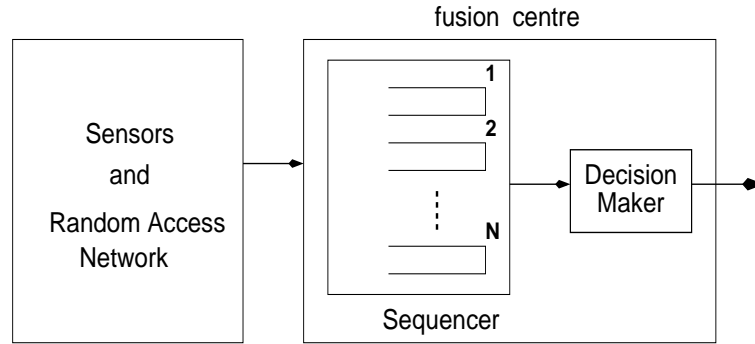 fusion centre
Sensors
and
Random Access
Network
1
2
N
Sequencer
Decision
Maker